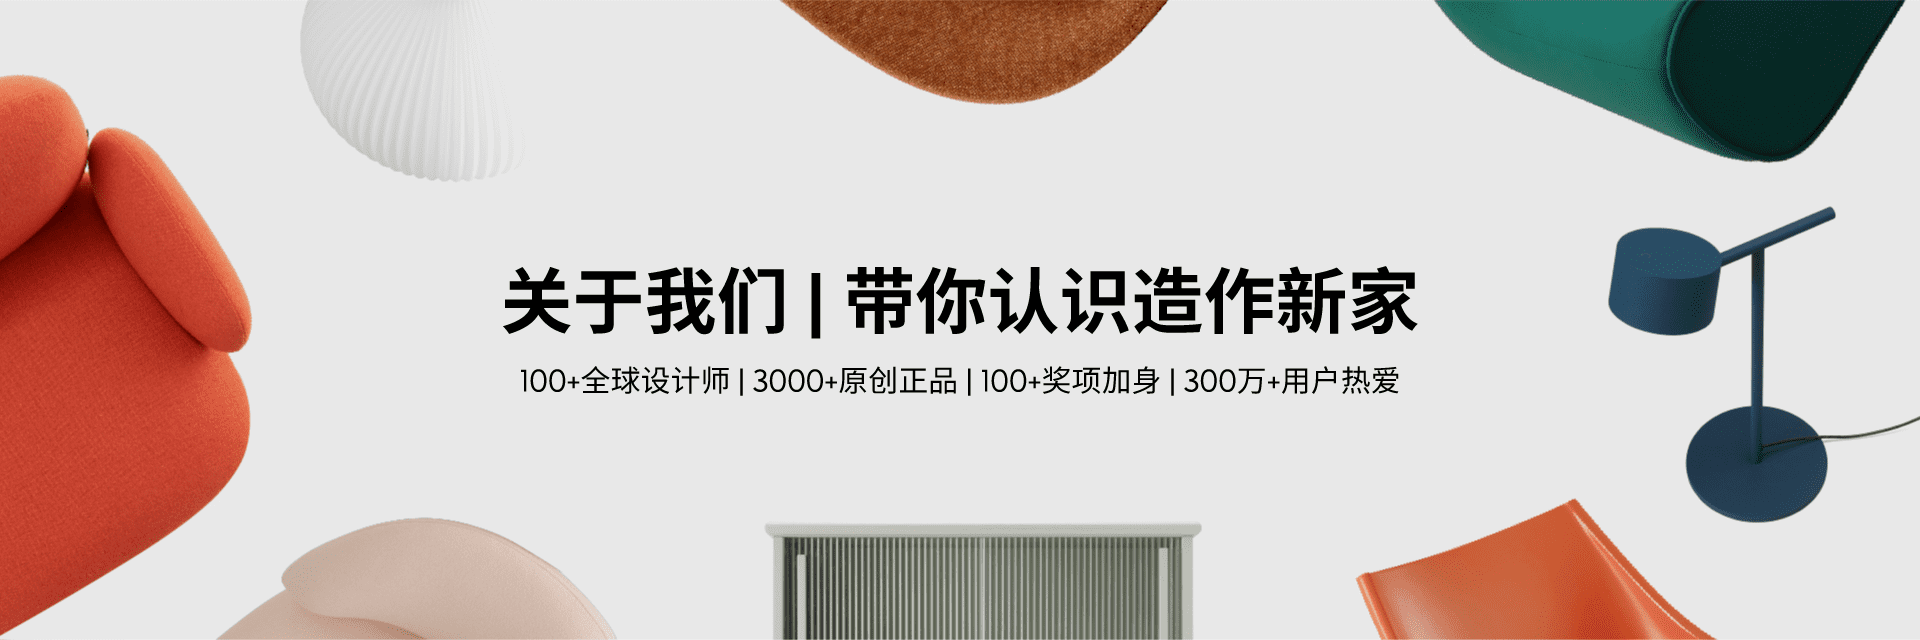 关于我们 | 带你认识造作新家
100+全球设计师 | 3000+原创正品 | 100+奖项加身 | 300万+用户热爱